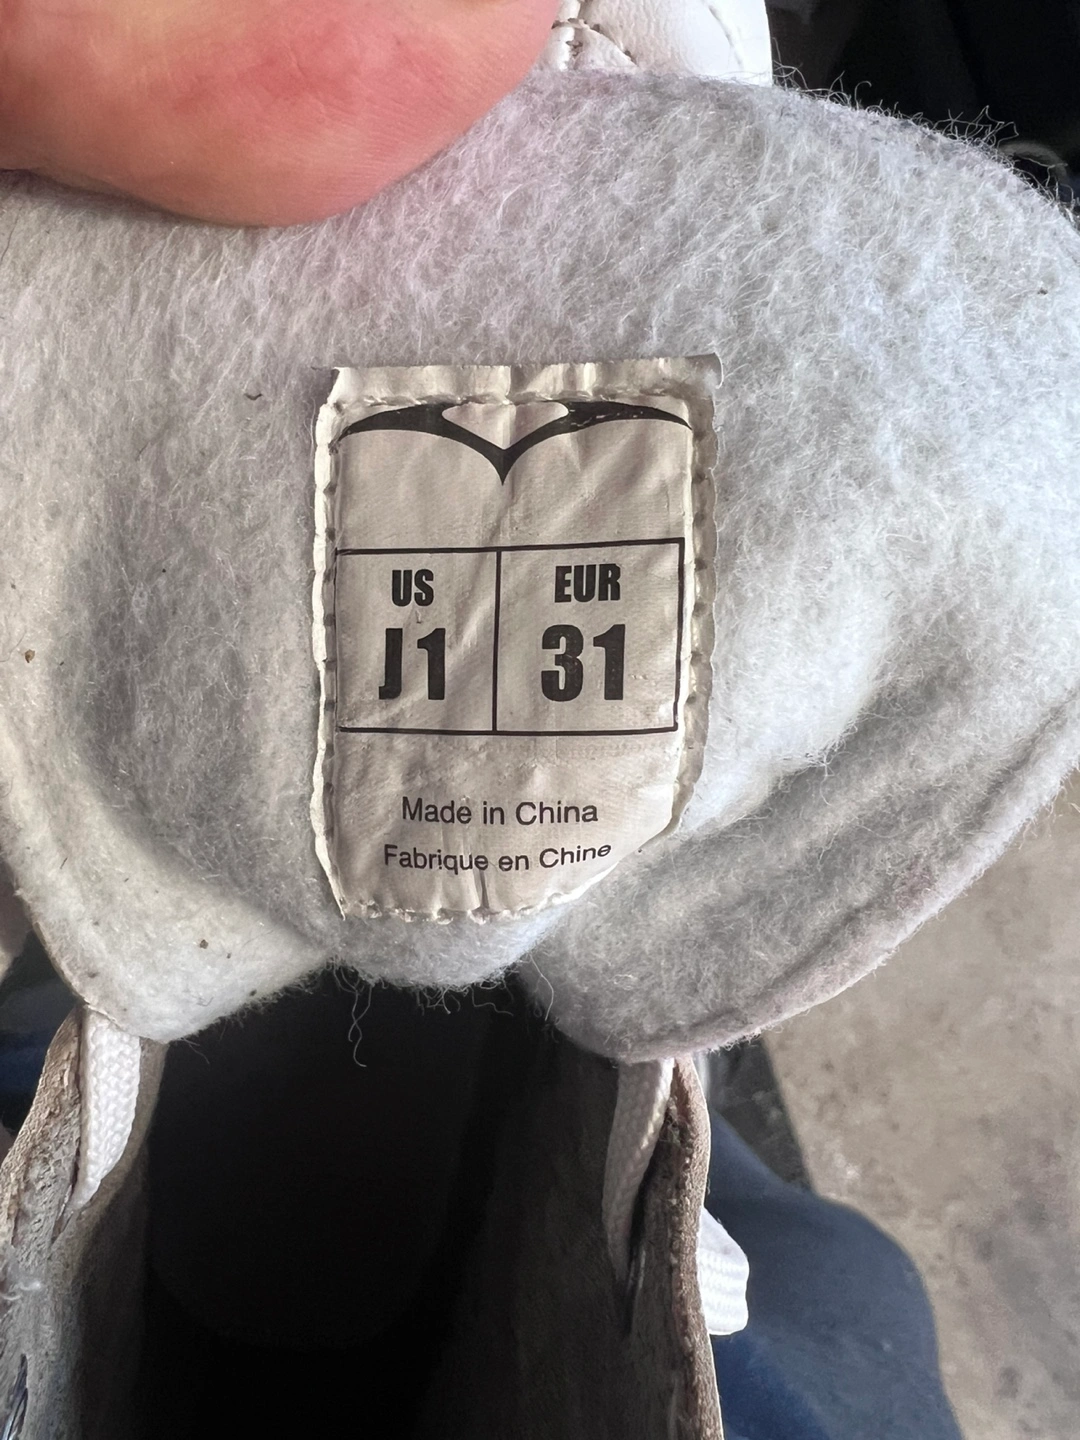 US EUR
J1 31
Made in China
Fabrique en Chine